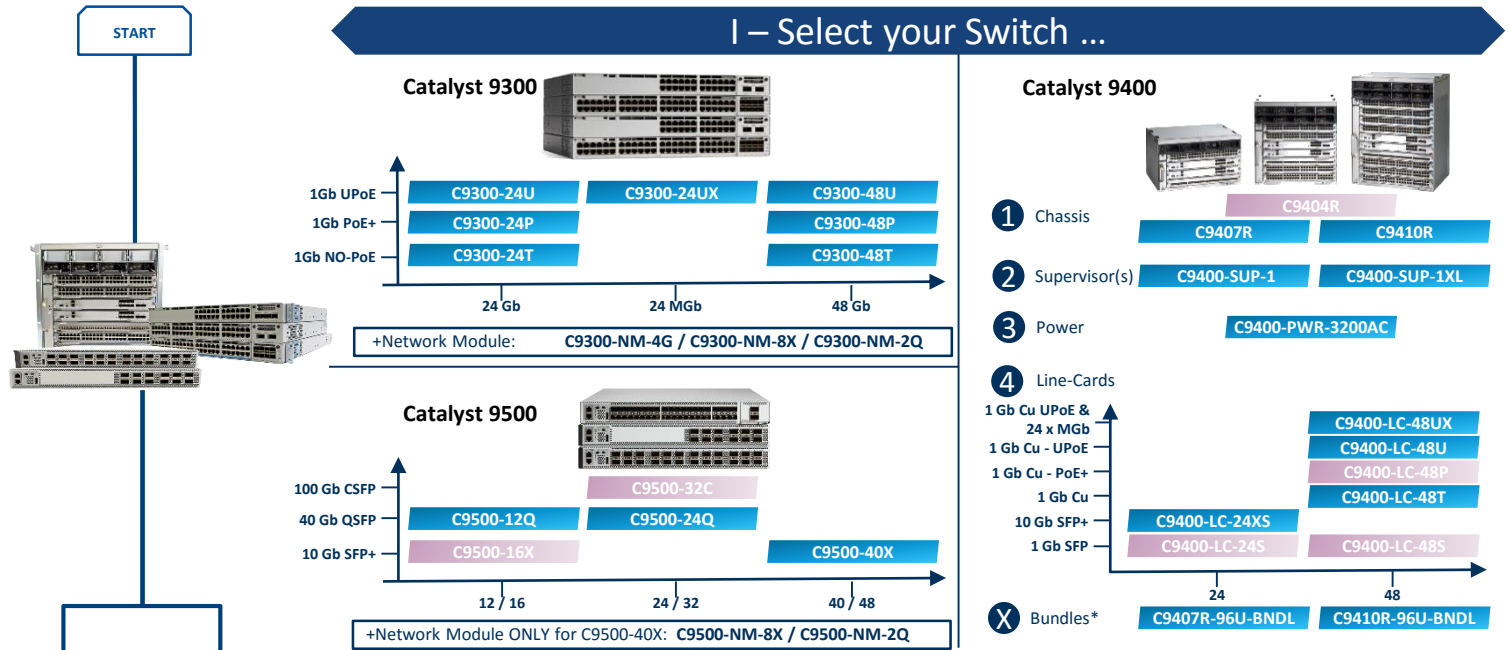 START
I – Select your Switch ...
Catalyst 9300
1Gb UPoE
C9300-24U
C9300-24UX
C9300-48U
1Gb PoE+
C9300-24P
C9300-48P
1Gb NO-PoE
C9300-24T
C9300-48T
24 Gb
24 MGb
48 Gb
+Network Module: C9300-NM-4G / C9300-NM-8X / C9300-NM-2Q
Catalyst 9500
100 Gb CSFP
C9500-32C
40 Gb QSFP
C9500-12Q
C9500-24Q
10 Gb SFP+
C9500-16X
C9500-40X
12 / 16
24 / 32
40 / 48
+Network Module ONLY for C9500-40X: C9500-NM-8X / C9500-NM-2Q
Catalyst 9400
1 Chassis
C9404R
C9407R
C9410R
2 Supervisor(s)
C9400-SUP-1
C9400-SUP-1XL
3 Power
C9400-PWR-3200AC
4 Line-Cards
1 Gb Cu UPoE &
24 x MGb
C9400-LC-48UX
1 Gb Cu - UPoE
C9400-LC-48U
1 Gb Cu - PoE+
C9400-LC-48P
1 Gb Cu
C9400-LC-48T
10 Gb SFP+
C9400-LC-24XS
1 Gb SFP
C9400-LC-24S
C9400-LC-48S
24
48
X Bundles*
C9407R-96U-BNDL
C9410R-96U-BNDL